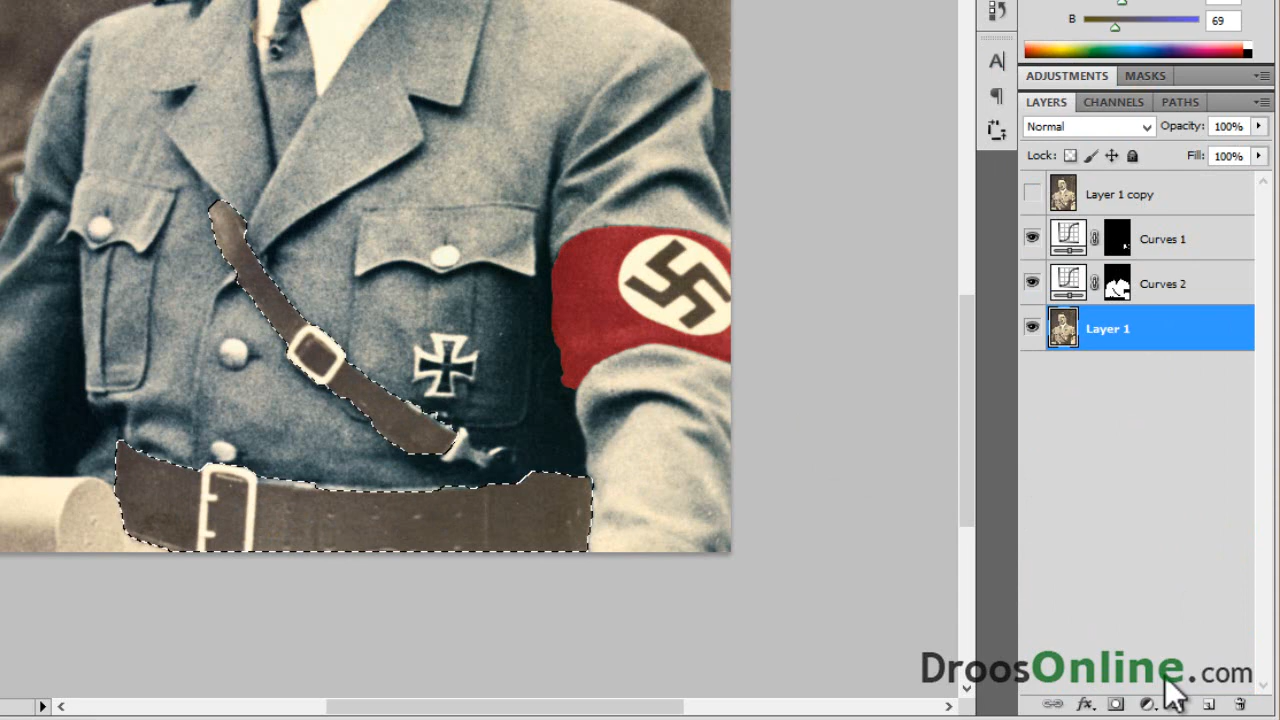 B 69
ADJUSTMENTS MASKS
LAYERS CHANNELS PATHS
Normal Opacity: 100%
Lock: Fill: 100%
Layer 1 copy
Curves 1
Curves 2
Layer 1
DroosOnline.com
fx.